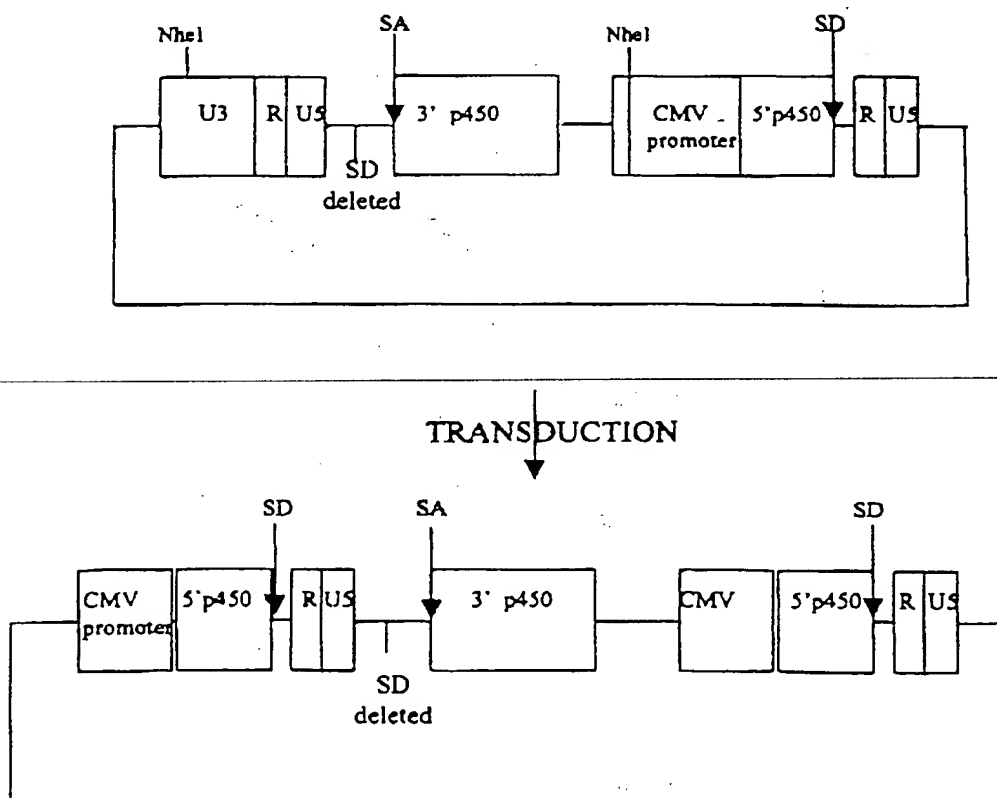 NheI
SA
NheI
SD
U3 R U5 3' p450 CMV promoter 5'p450 R U5
SD
deleted
TRANSDUCTION
SD
SA
SD
CMV promoter 5'p450 R U5 3' p450 CMV 5'p450 R U5
SD
deleted